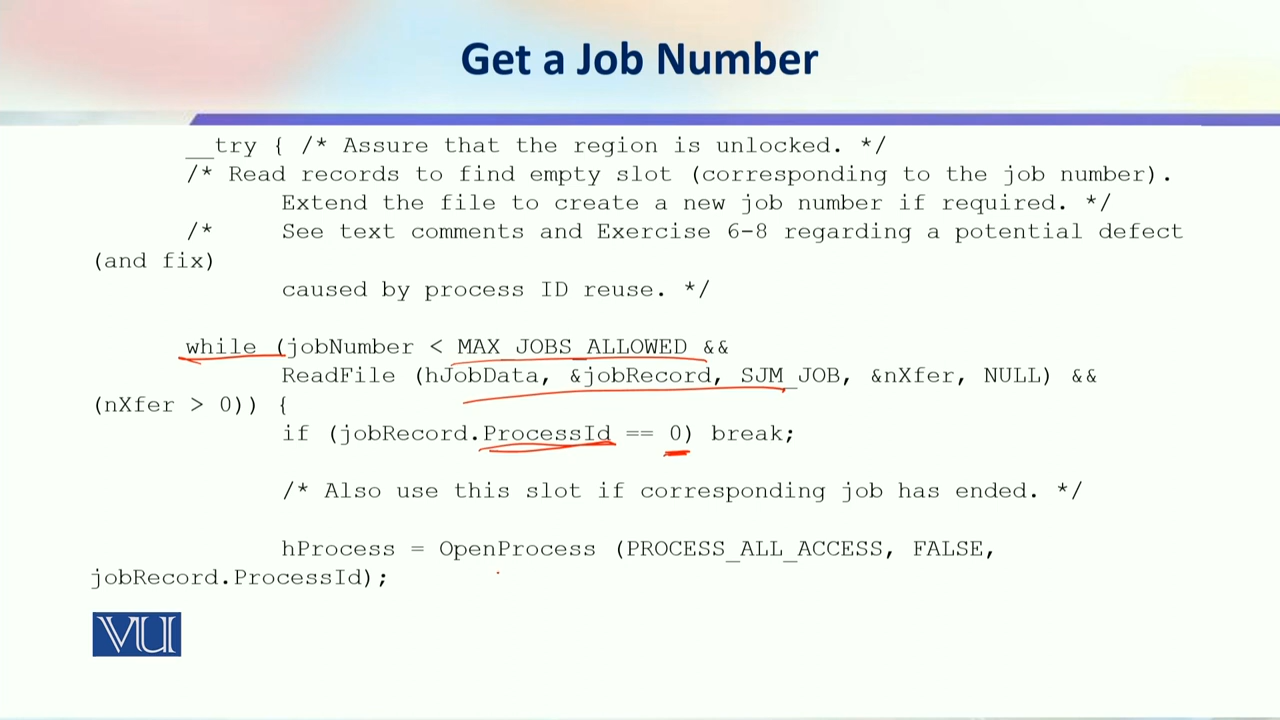 Get a Job Number
__try { /* Assure that the region is unlocked. */
/* Read records to find empty slot (corresponding to the job number).
Extend the file to create a new job number if required. */
/* See text comments and Exercise 6-8 regarding a potential defect
(and fix)
caused by process ID reuse. */
while (jobNumber < MAX_JOBS_ALLOWED &&
ReadFile (hJobData, &jobRecord, SJM_JOB, &nXfer, NULL) &&
(nXfer > 0)) {
if (jobRecord.ProcessId == 0) break;
/* Also use this slot if corresponding job has ended. */
hProcess = OpenProcess (PROCESS_ALL_ACCESS, FALSE,
jobRecord.ProcessId);
VU